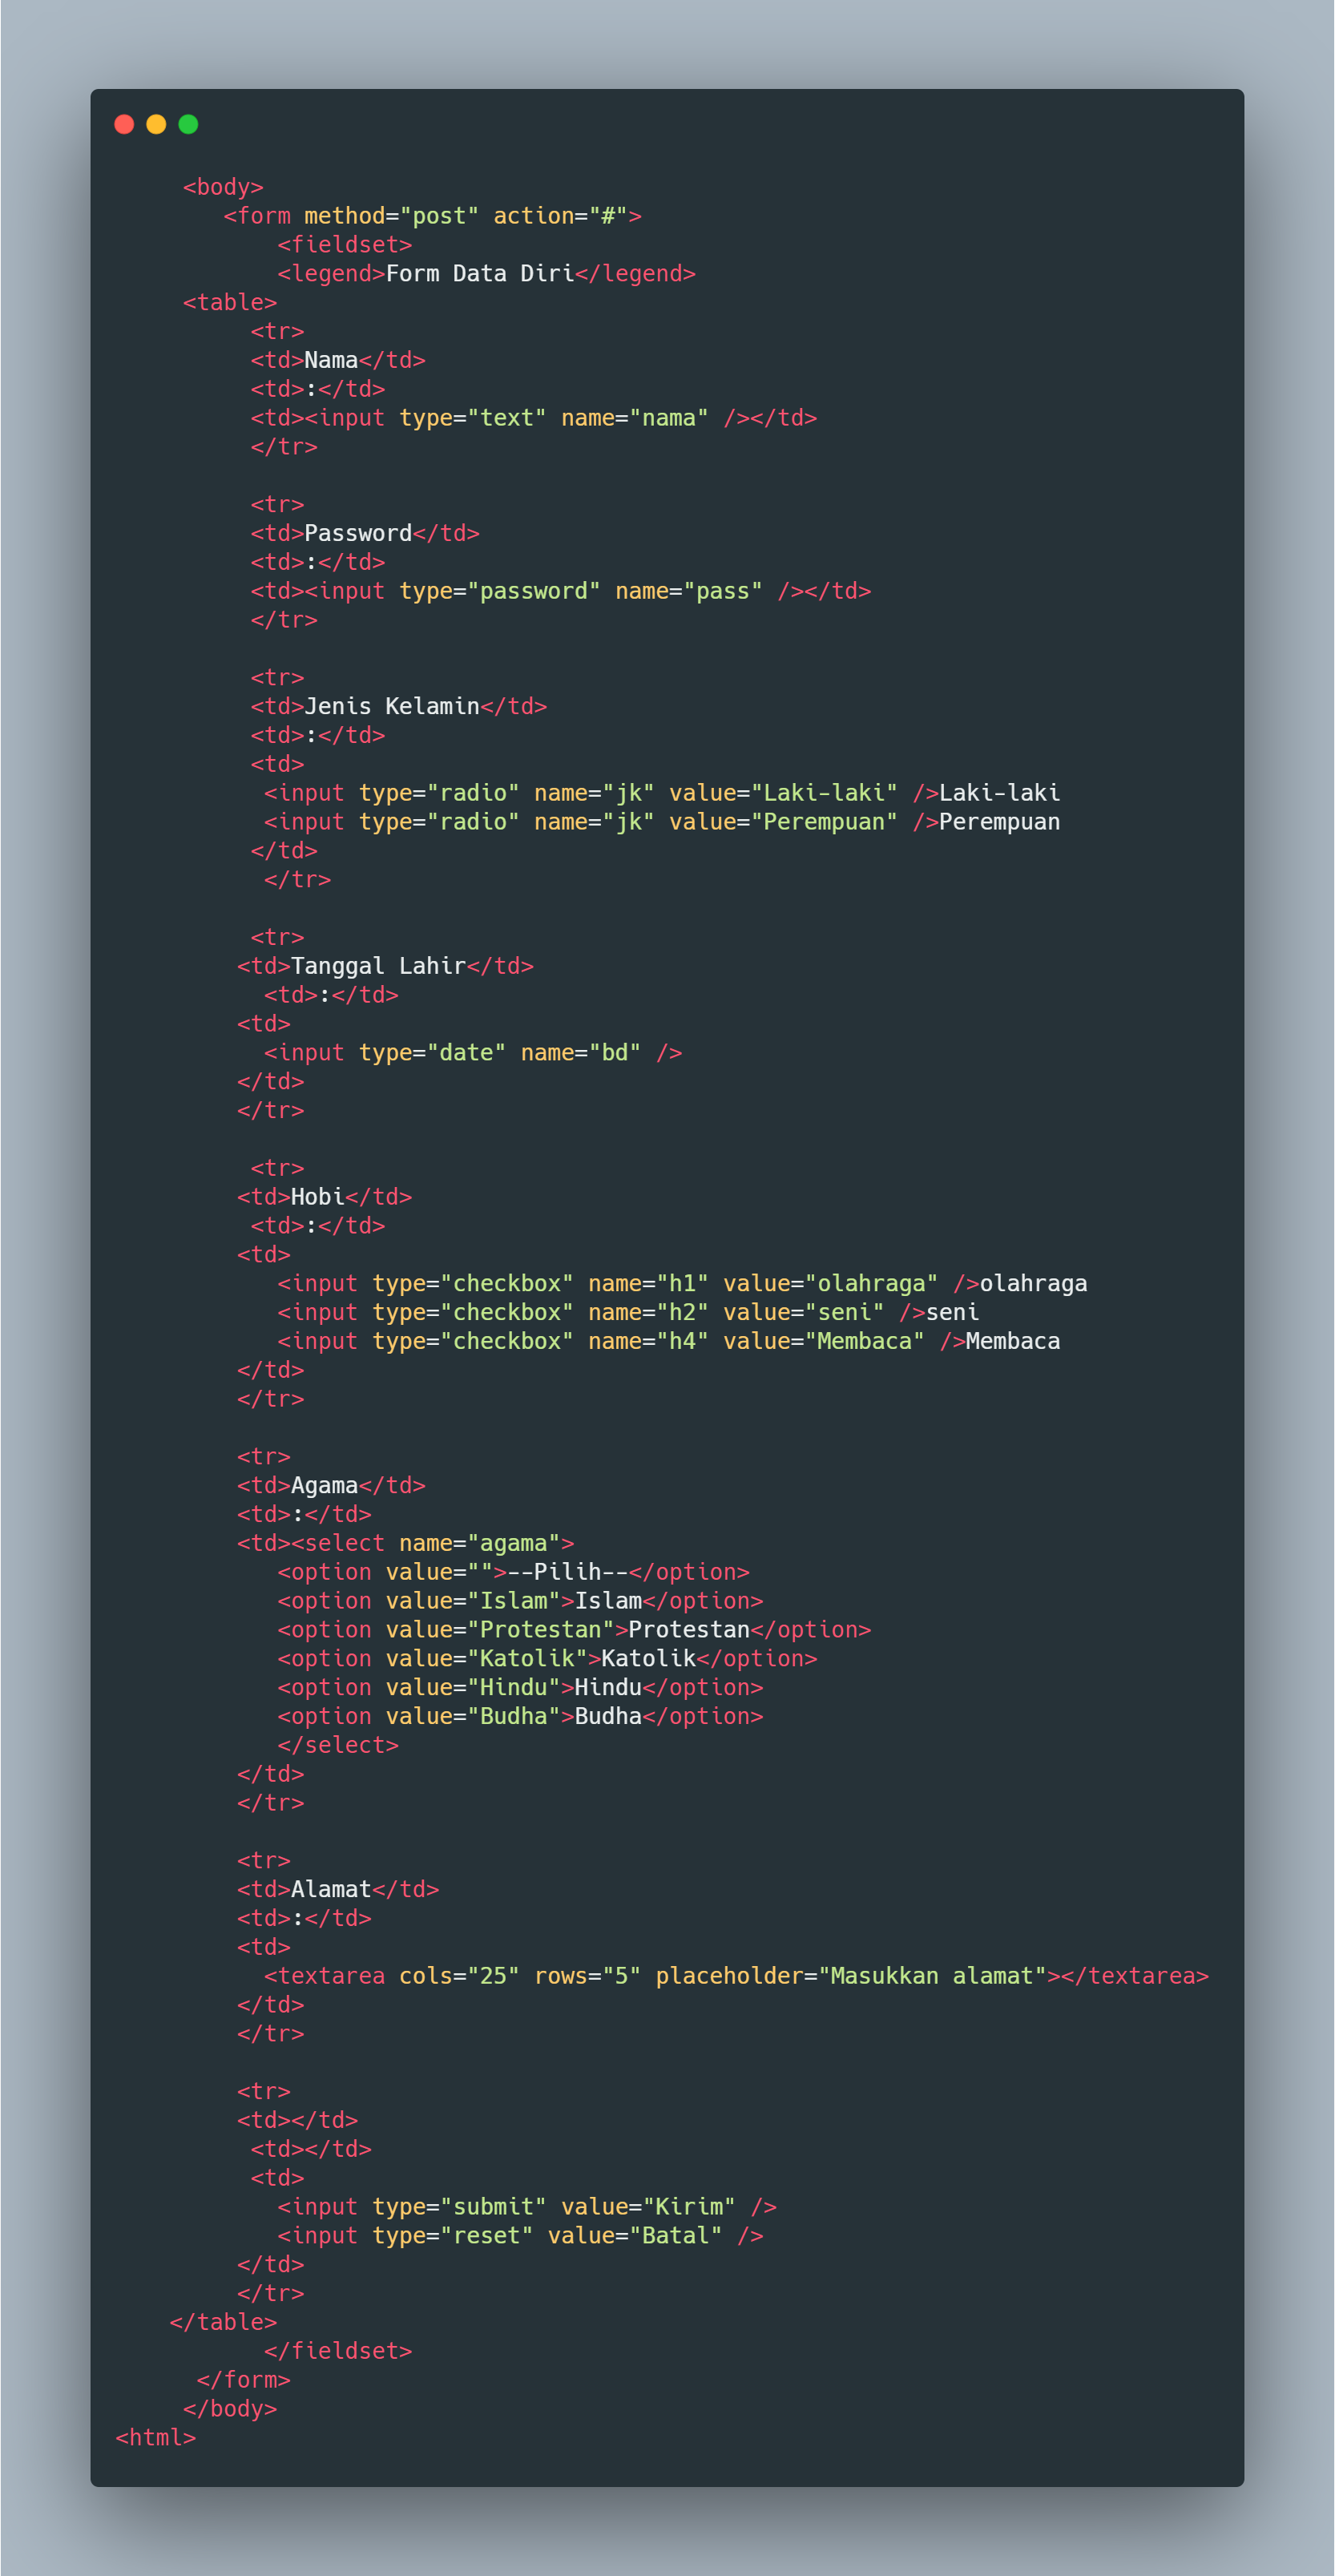 <body>
<form method="post" action="#">
<fieldset>
<legend>Form Data Diri</legend>
<table>
<tr>
<td>Nama</td>
<td>:</td>
<td><input type="text" name="nama" /></td>
</tr>
<tr>
<td>Password</td>
<td>:</td>
<td><input type="password" name="pass" /></td>
</tr>
<tr>
<td>Jenis Kelamin</td>
<td>:</td>
<td>
<input type="radio" name="jk" value="Laki-laki" />Laki-laki
<input type="radio" name="jk" value="Perempuan" />Perempuan
</td>
</tr>
<tr>
<td>Tanggal Lahir</td>
<td>:</td>
<td>
<input type="date" name="bd" />
</td>
</tr>
<tr>
<td>Hobi</td>
<td>:</td>
<td>
<input type="checkbox" name="h1" value="olahraga" />olahraga
<input type="checkbox" name="h2" value="seni" />seni
<input type="checkbox" name="h4" value="Membaca" />Membaca
</td>
</tr>
<tr>
<td>Agama</td>
<td>:</td>
<td><select name="agama">
<option value="">--Pilih--</option>
<option value="Islam">Islam</option>
<option value="Protestan">Protestan</option>
<option value="Katolik">Katolik</option>
<option value="Hindu">Hindu</option>
<option value="Budha">Budha</option>
</select>
</td>
</tr>
<tr>
<td>Alamat</td>
<td>:</td>
<td>
<textarea cols="25" rows="5" placeholder="Masukkan alamat"></textarea>
</td>
</tr>
<tr>
<td></td>
<td></td>
<td>
<input type="submit" value="Kirim" />
<input type="reset" value="Batal" />
</td>
</tr>
</table>
</fieldset>
</form>
</body>
<html>